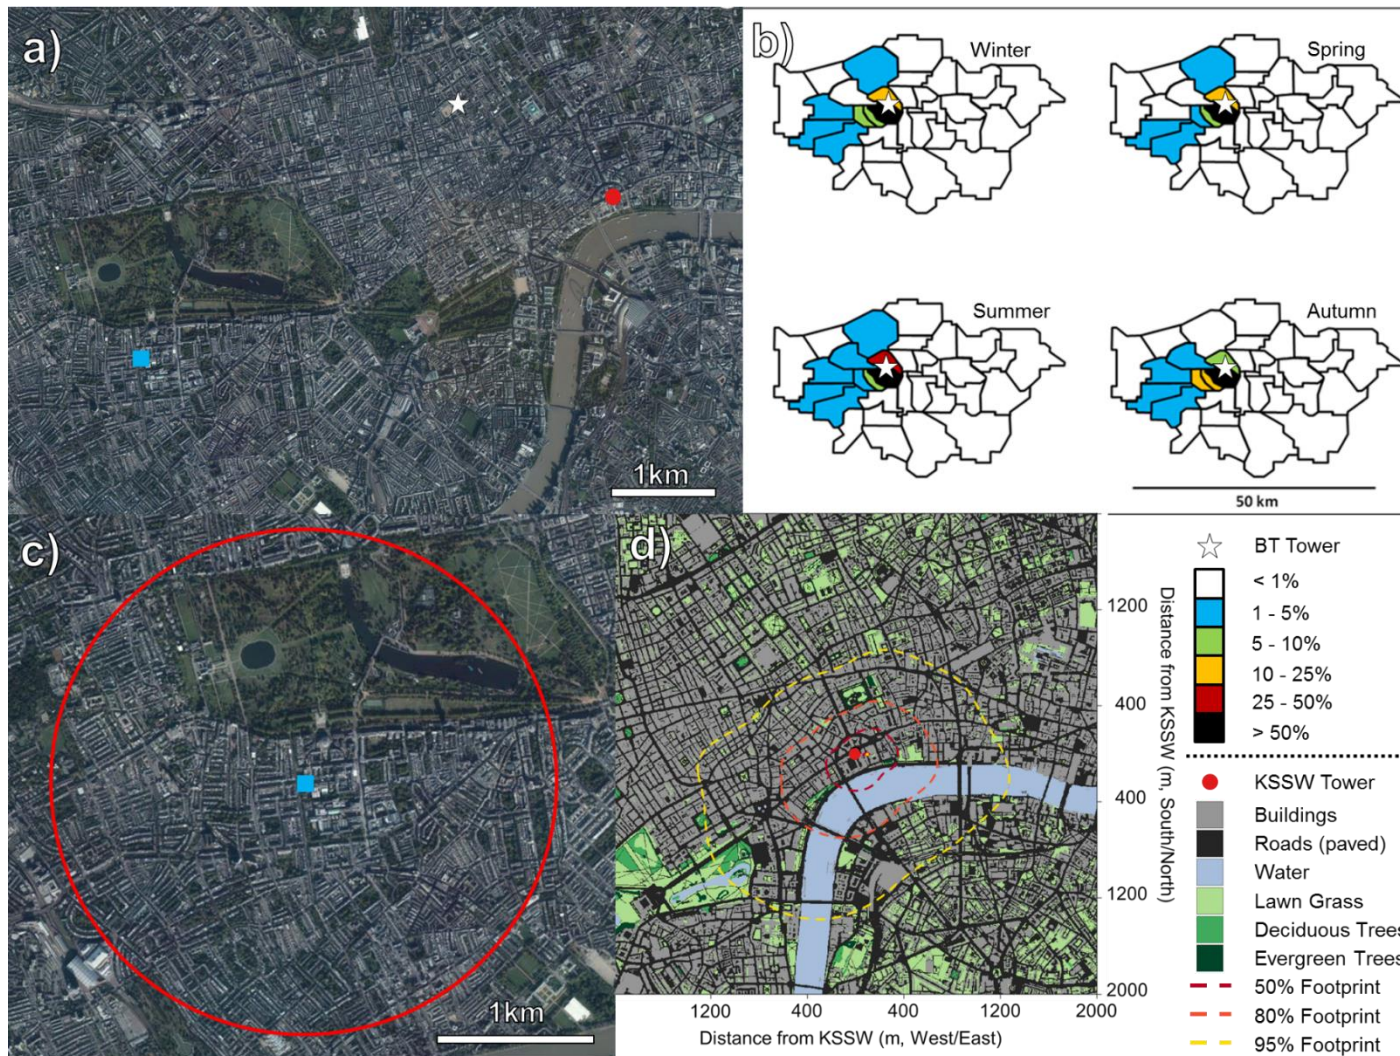 a)
1km
b)
Winter
Spring
Summer
Autumn
50 km
c)
1km
d)
1200
400
400
1200
2000
Distance from KSSW (m, South/North)
1200
400
400
1200
2000
Distance from KSSW (m, West/East)
BT Tower
< 1%
1 - 5%
5 - 10%
10 - 25%
25 - 50%
> 50%
KSSW Tower
Buildings
Roads (paved)
Water
Lawn Grass
Deciduous Trees
Evergreen Trees
50% Footprint
80% Footprint
95% Footprint